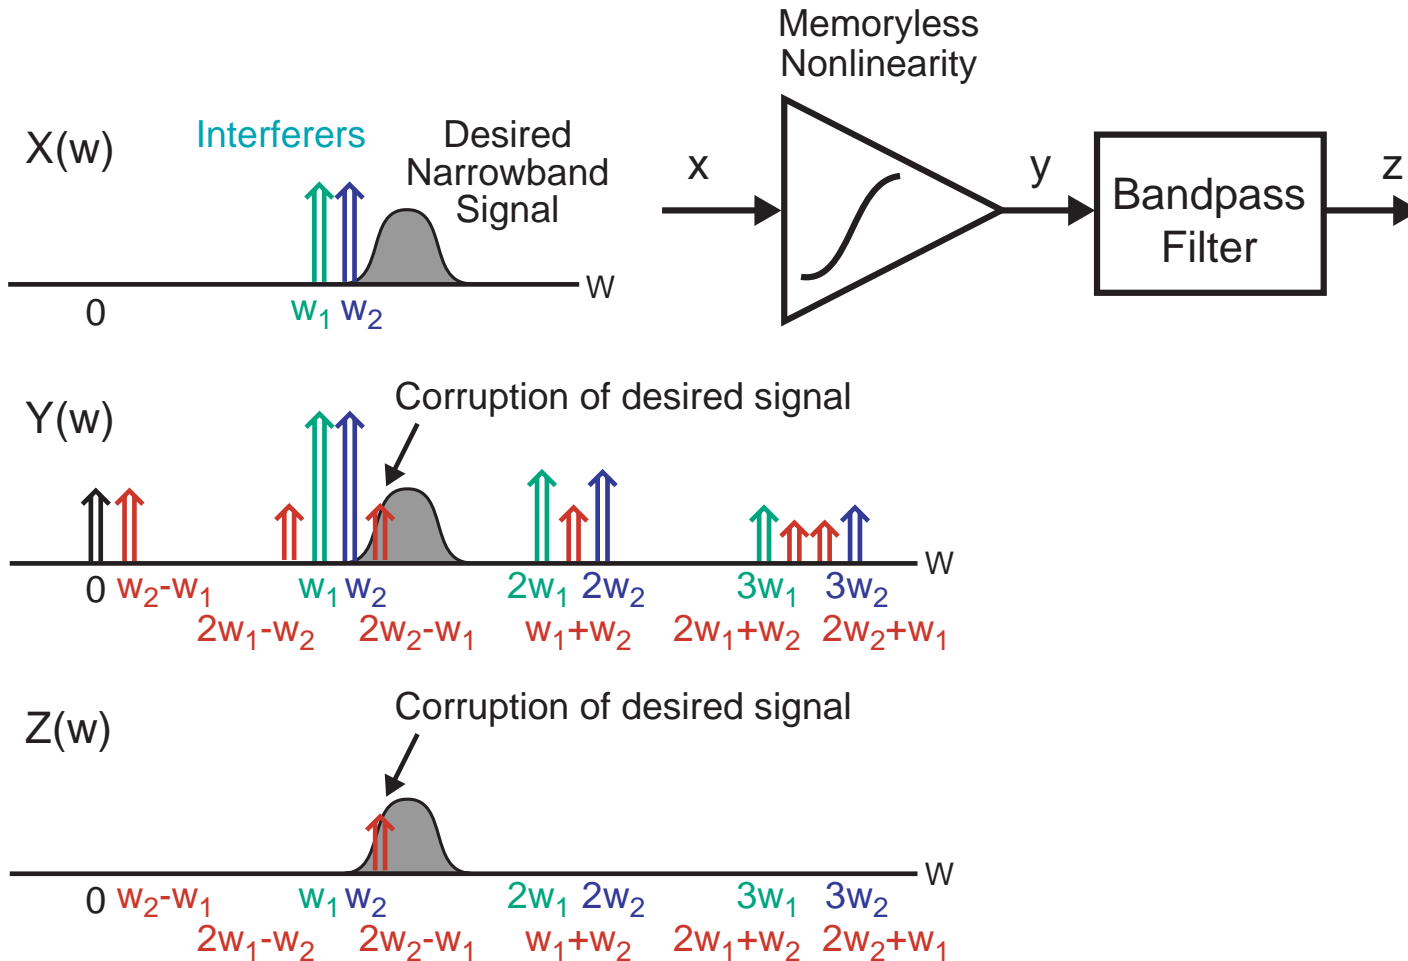 Memoryless
Nonlinearity
X(w)
Interferers
Desired
Narrowband
Signal
x
y
z
Bandpass
Filter
0
w₁
w₂
w
Y(w)
Corruption of desired signal
0 w₂-w₁ w₁ w₂ 2w₁ 2w₂ 3w₁ 3w₂ w
2w₁-w₂ 2w₂-w₁ w₁+w₂ 2w₁+w₂ 2w₂+w₁
Z(w)
Corruption of desired signal
0 w₂-w₁ w₁ w₂ 2w₁ 2w₂ 3w₁ 3w₂ w
2w₁-w₂ 2w₂-w₁ w₁+w₂ 2w₁+w₂ 2w₂+w₁